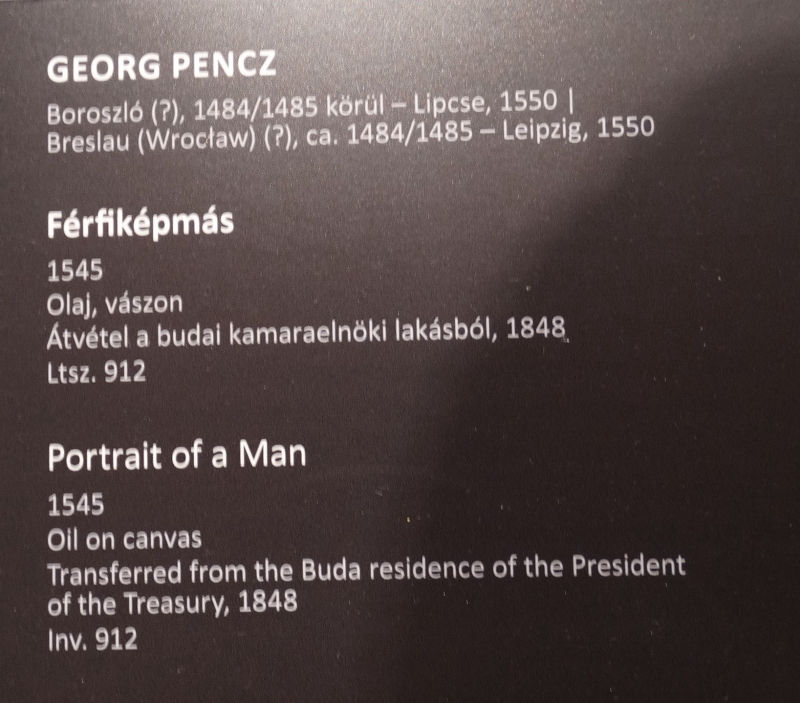 GEORG PENCZ
Boroszló (?), 1484/1485 körül – Lipcse, 1550 |
Breslau (Wrocław) (?), ca. 1484/1485 – Leipzig, 1550
Férfiképmás
1545
Olaj, vászon
Átvétel a budai kamaraelnöki lakásból, 1848
Ltsz. 912
Portrait of a Man
1545
Oil on canvas
Transferred from the Buda residence of the President
of the Treasury, 1848
Inv. 912